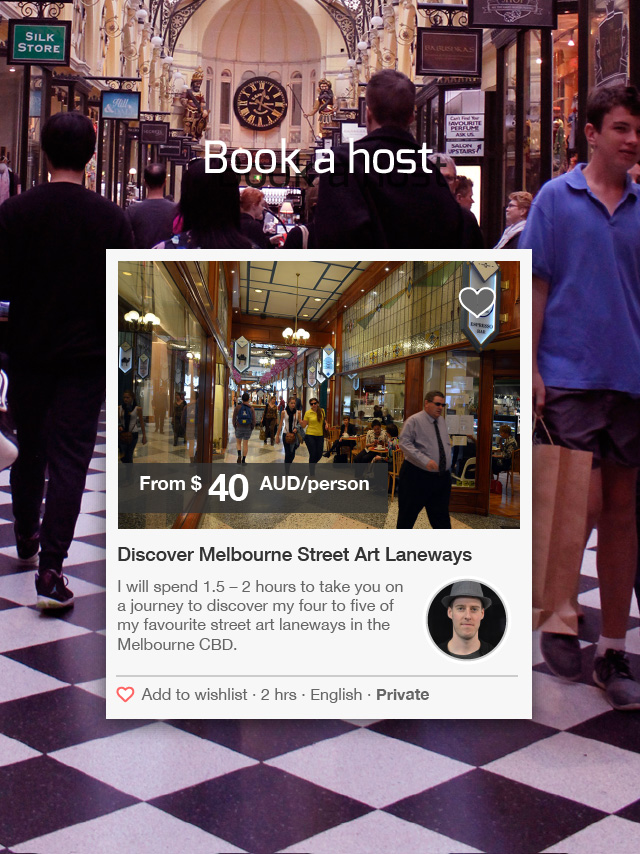 SILK
STORE
Can't Find Your
FAVOURITE
PERFUME
ASK US.
SALON
UPSTAIRS
Book a host
ESPRESSO
BAR
From $ 40 AUD/person
Discover Melbourne Street Art Laneways
I will spend 1.5 – 2 hours to take you on
a journey to discover my four to five of
my favourite street art laneways in the
Melbourne CBD.
Add to wishlist · 2 hrs · English · Private